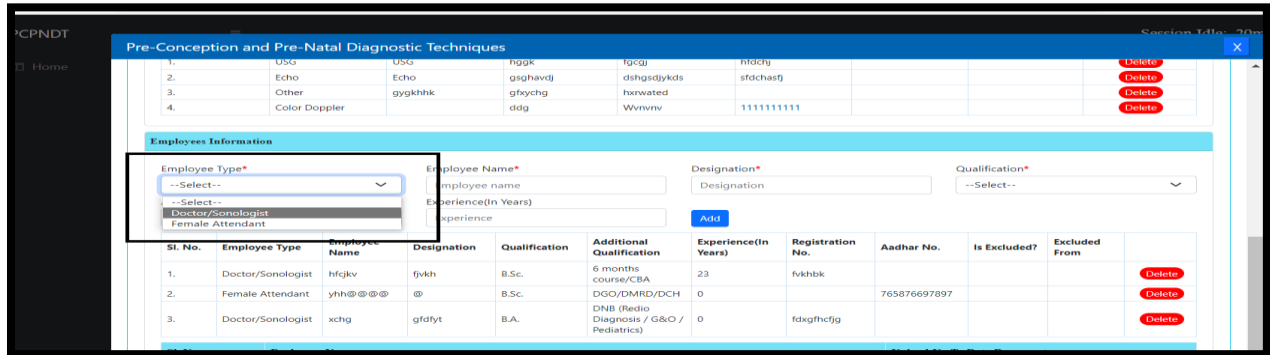 PCPNDT
Session Idle: 20m
Pre-Conception and Pre-Natal Diagnostic Techniques
X
Home
1. USG USG hggk fgcgj hfdchj Delete
2. Echo Echo gsghavdj dshgsdjykds sfdchasfj Delete
3. Other gygkhhk gfxychg hxrwated Delete
4. Color Doppler ddg Wvnvnv 1111111111 Delete
Employees Information
Employee Type* Employee Name* Designation* Qualification*
--Select-- Employee name Designation --Select--
--Select-- Experience(In Years)
Doctor/Sonologist
Female Attendant Experience Add
Sl. No. Employee Type Employee Name Designation Qualification Additional Qualification Experience(In Years) Registration No. Aadhar No. Is Excluded? Excluded From
1. Doctor/Sonologist hfcjkv fjvkh B.Sc. 6 months course/CBA 23 fvkhbk Delete
2. Female Attendant yhh@@@@ @ B.Sc. DGO/DMRD/DCH 0 765876697897 Delete
3. Doctor/Sonologist xchg gfdfyt B.A. DNB (Redio Diagnosis / G&O / Pediatrics) 0 fdxgfhcfjg Delete